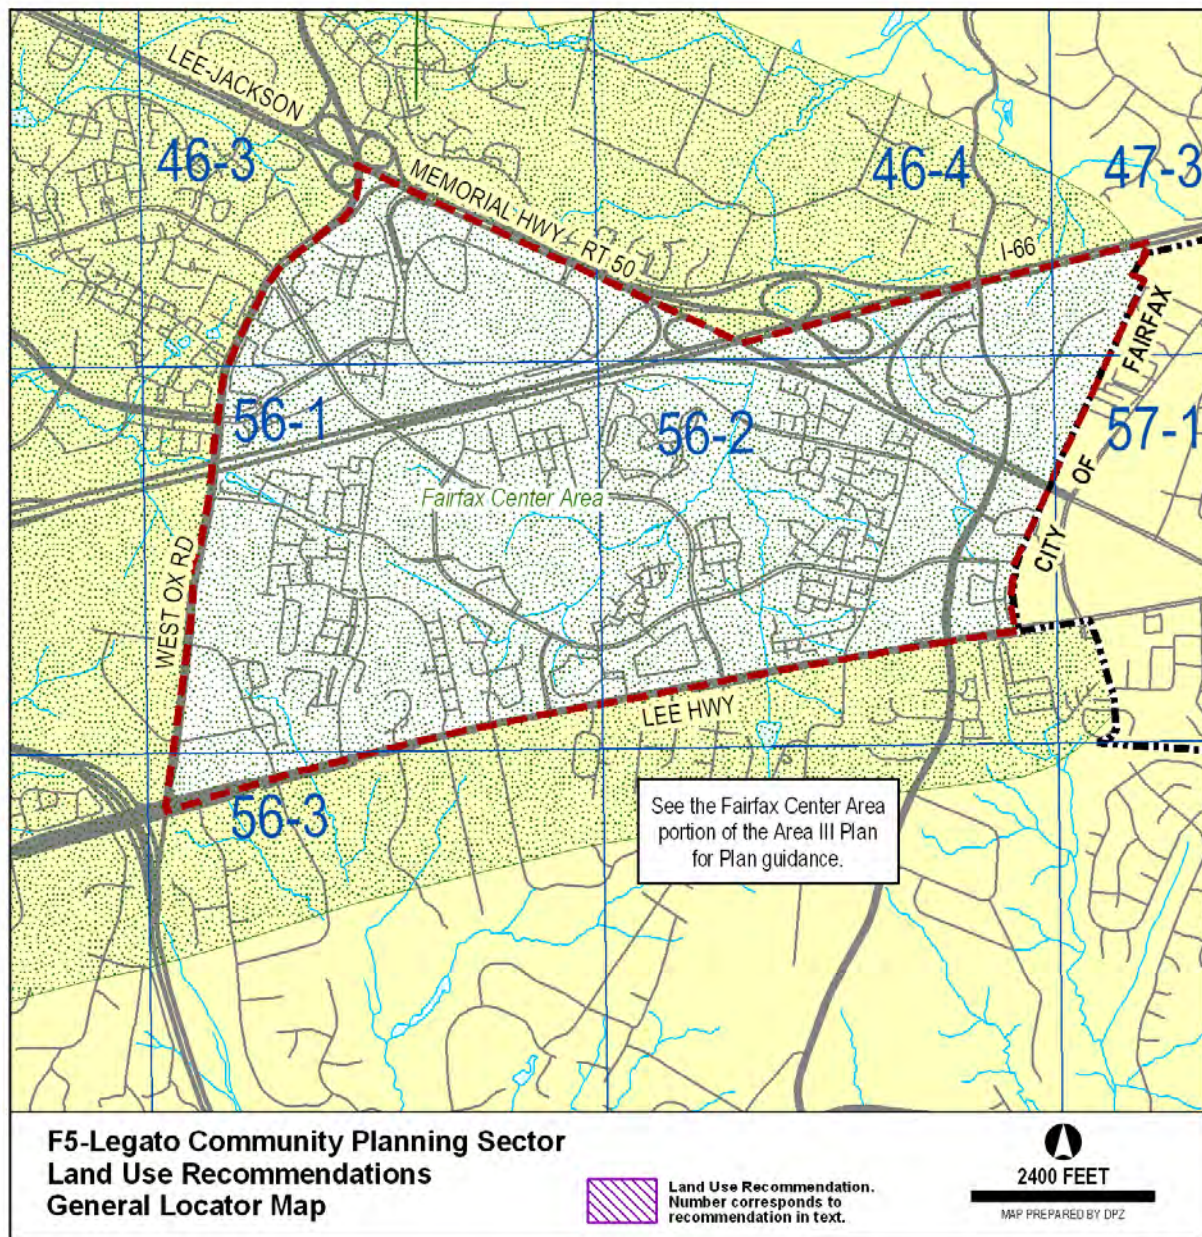 LEE-JACKSON
46-3
MEMORIAL HWY - RT 50
46-4
47-3
I-66
FAIRFAX
OF
CITY
56-1
56-2
57-1
Fairfax Center Area
WEST OX RD
LEE HWY
56-3
See the Fairfax Center Area
portion of the Area III Plan
for Plan guidance.
F5-Legato Community Planning Sector
Land Use Recommendations
General Locator Map
Land Use Recommendation.
Number corresponds to
recommendation in text.
2400 FEET
MAP PREPARED BY DPZ